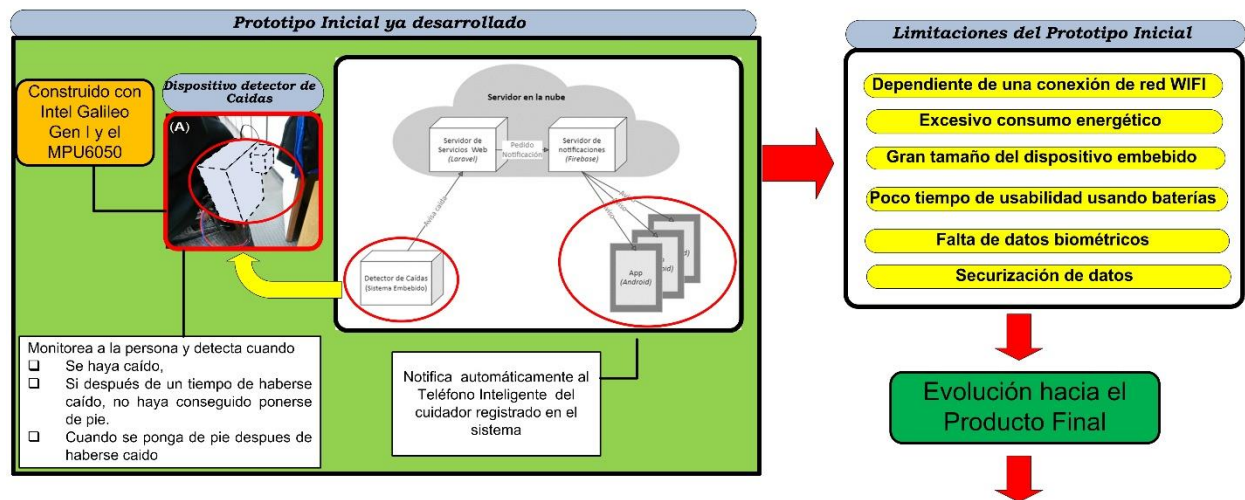 Prototipo Inicial ya desarrollado
Construido con
Intel Galileo
Gen I y el
MPU6050
Dispositivo detector de
Caidas
(A)
Servidor en la nube
Servidor de
Servicios Web
(Laravel)
Pedido
Notificación
Servidor de
notificaciones
(Firebase)
Avisa caída
Detector de Caídas
(Sistema Embebido)
App
(Android)
Monitorea a la persona y detecta cuando
Se haya caído,
Si después de un tiempo de haberse
caído, no haya conseguido ponerse
de pie.
Cuando se ponga de pie despues de
haberse caido
Notifica automáticamente al
Teléfono Inteligente del
cuidador registrado en el
sistema
Limitaciones del Prototipo Inicial
Dependiente de una conexión de red WIFI
Excesivo consumo energético
Gran tamaño del dispositivo embebido
Poco tiempo de usabilidad usando baterías
Falta de datos biométricos
Securización de datos
Evolución hacia el
Producto Final